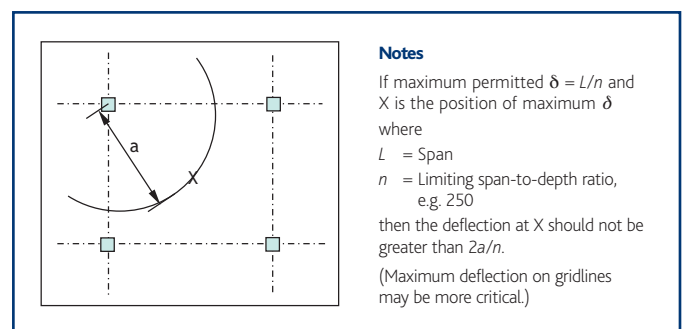 a
X
Notes
If maximum permitted δ = L/n and
X is the position of maximum δ
where
L = Span
n = Limiting span-to-depth ratio,
e.g. 250
then the deflection at X should not be
greater than 2a/n.
(Maximum deflection on gridlines
may be more critical.)